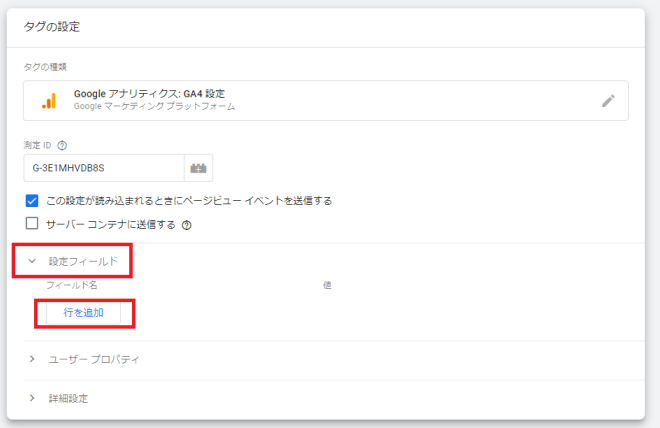 タグの設定
タグの種類
Google アナリティクス: GA4 設定
Google マーケティング プラットフォーム
測定 ID
G-3E1MHVDB8S
この設定が読み込まれるときにページビュー イベントを送信する
サーバー コンテナに送信する
設定フィールド
フィールド名 値
行を追加
ユーザー プロパティ
詳細設定